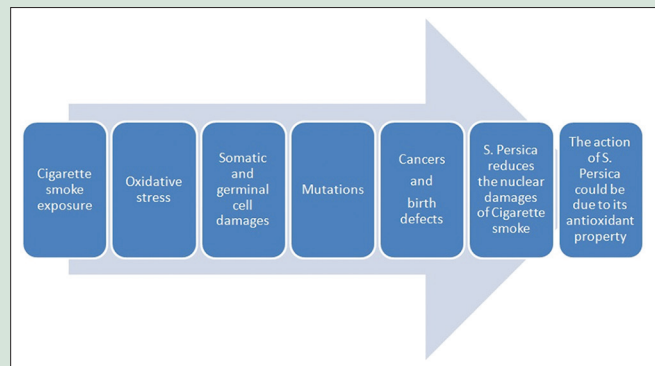 Cigarette
smoke
exposure
Oxidative
stress
Somatic
and
germinal
cell
damages
Mutations
Cancers
and
birth
defects
S. Persica
reduces
the nuclear
damages
of Cigarette
smoke
The action
of S.
Persica
could be
due to its
antioxidant
property